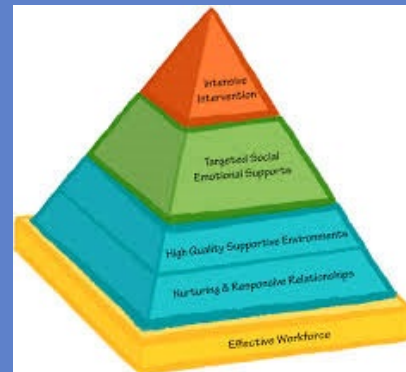 Intensive
Intervention
Targeted Social
Emotional Supports
High Quality Supportive Environments
Nurturing & Responsive Relationships
Effective Workforce